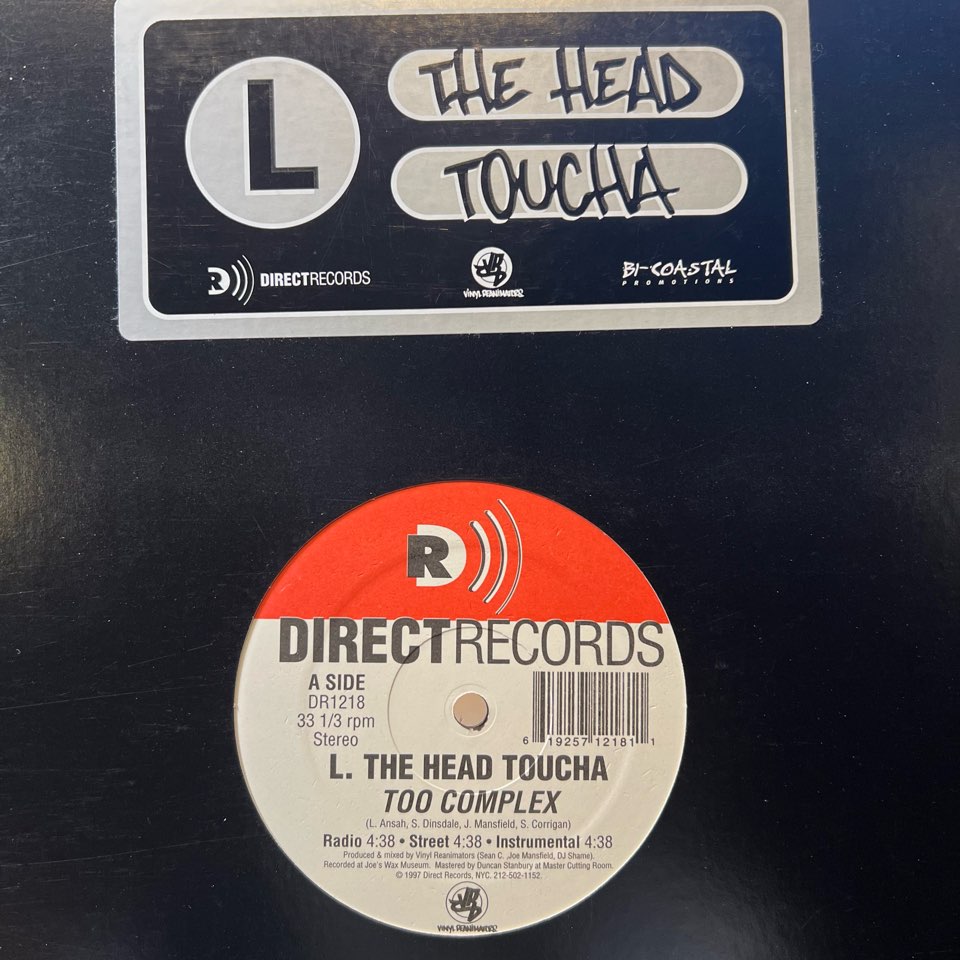 L
THE HEAD
TOUCHA
DR
DIRECTRECORDS
VINYL REANIMATORS
BI-COASTAL
PROMOTIONS
DR
DIRECTRECORDS
A SIDE
DR1218
33 1/3 rpm
Stereo
6 19257 12181 1
L. THE HEAD TOUCHA
TOO COMPLEX
(L. Ansah, S. Dinsdale, J. Mansfield, S. Corrigan)
Radio 4:38 • Street 4:38 • Instrumental 4:38
Produced & mixed by Vinyl Reanimators (Sean C. ,Joe Mansfield, DJ Shame).
Recorded at Joe's Wax Museum. Mastered by Duncan Stanbury at Master Cutting Room.
© 1997 Direct Records, NYC. 212-502-1152.
VINYL REANIMATORS